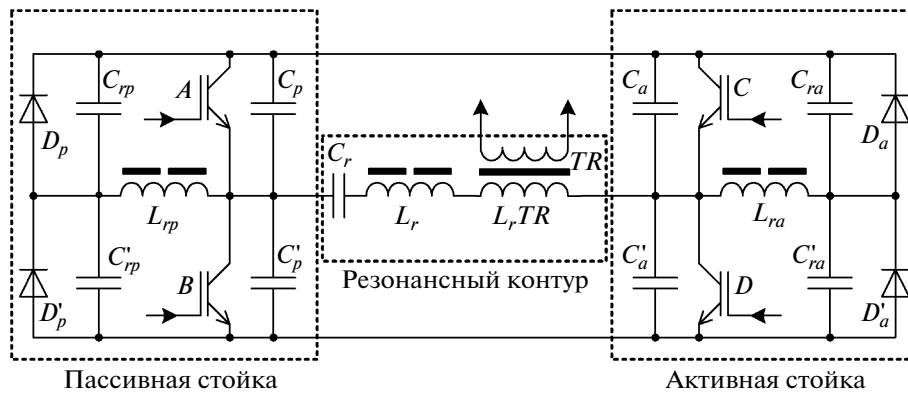 C_rp A C_p C_a C C_ra
D_p C_r TR D_a
L_rp L_r L_rTR L_ra
C'_rp B C'_p Резонансный контур C'_a D C'_ra
D'_p D'_a
Пассивная стойка Активная стойка